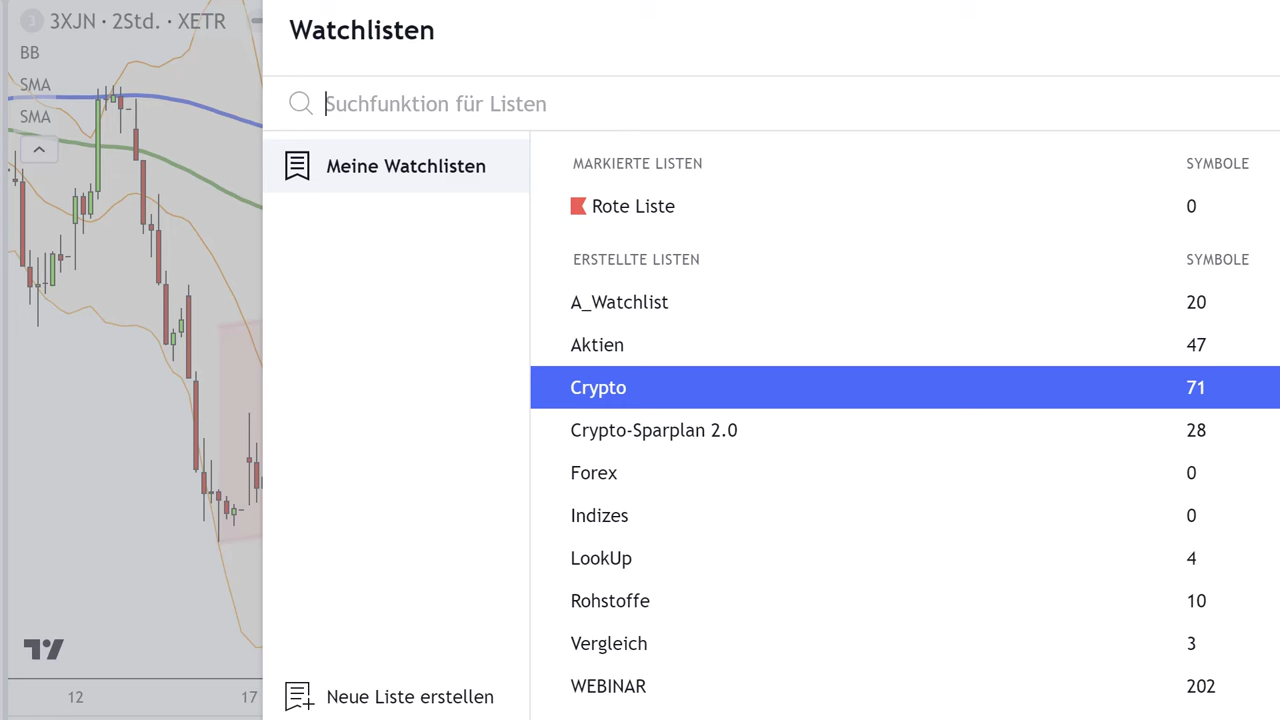 3 3XJN · 2Std. · XETR
BB
SMA
SMA
12
17
Watchlisten
Suchfunktion für Listen
Meine Watchlisten
Neue Liste erstellen
MARKIERTE LISTEN SYMBOLE
Rote Liste 0
ERSTELLTE LISTEN SYMBOLE
A_Watchlist 20
Aktien 47
Crypto 71
Crypto-Sparplan 2.0 28
Forex 0
Indizes 0
LookUp 4
Rohstoffe 10
Vergleich 3
WEBINAR 202